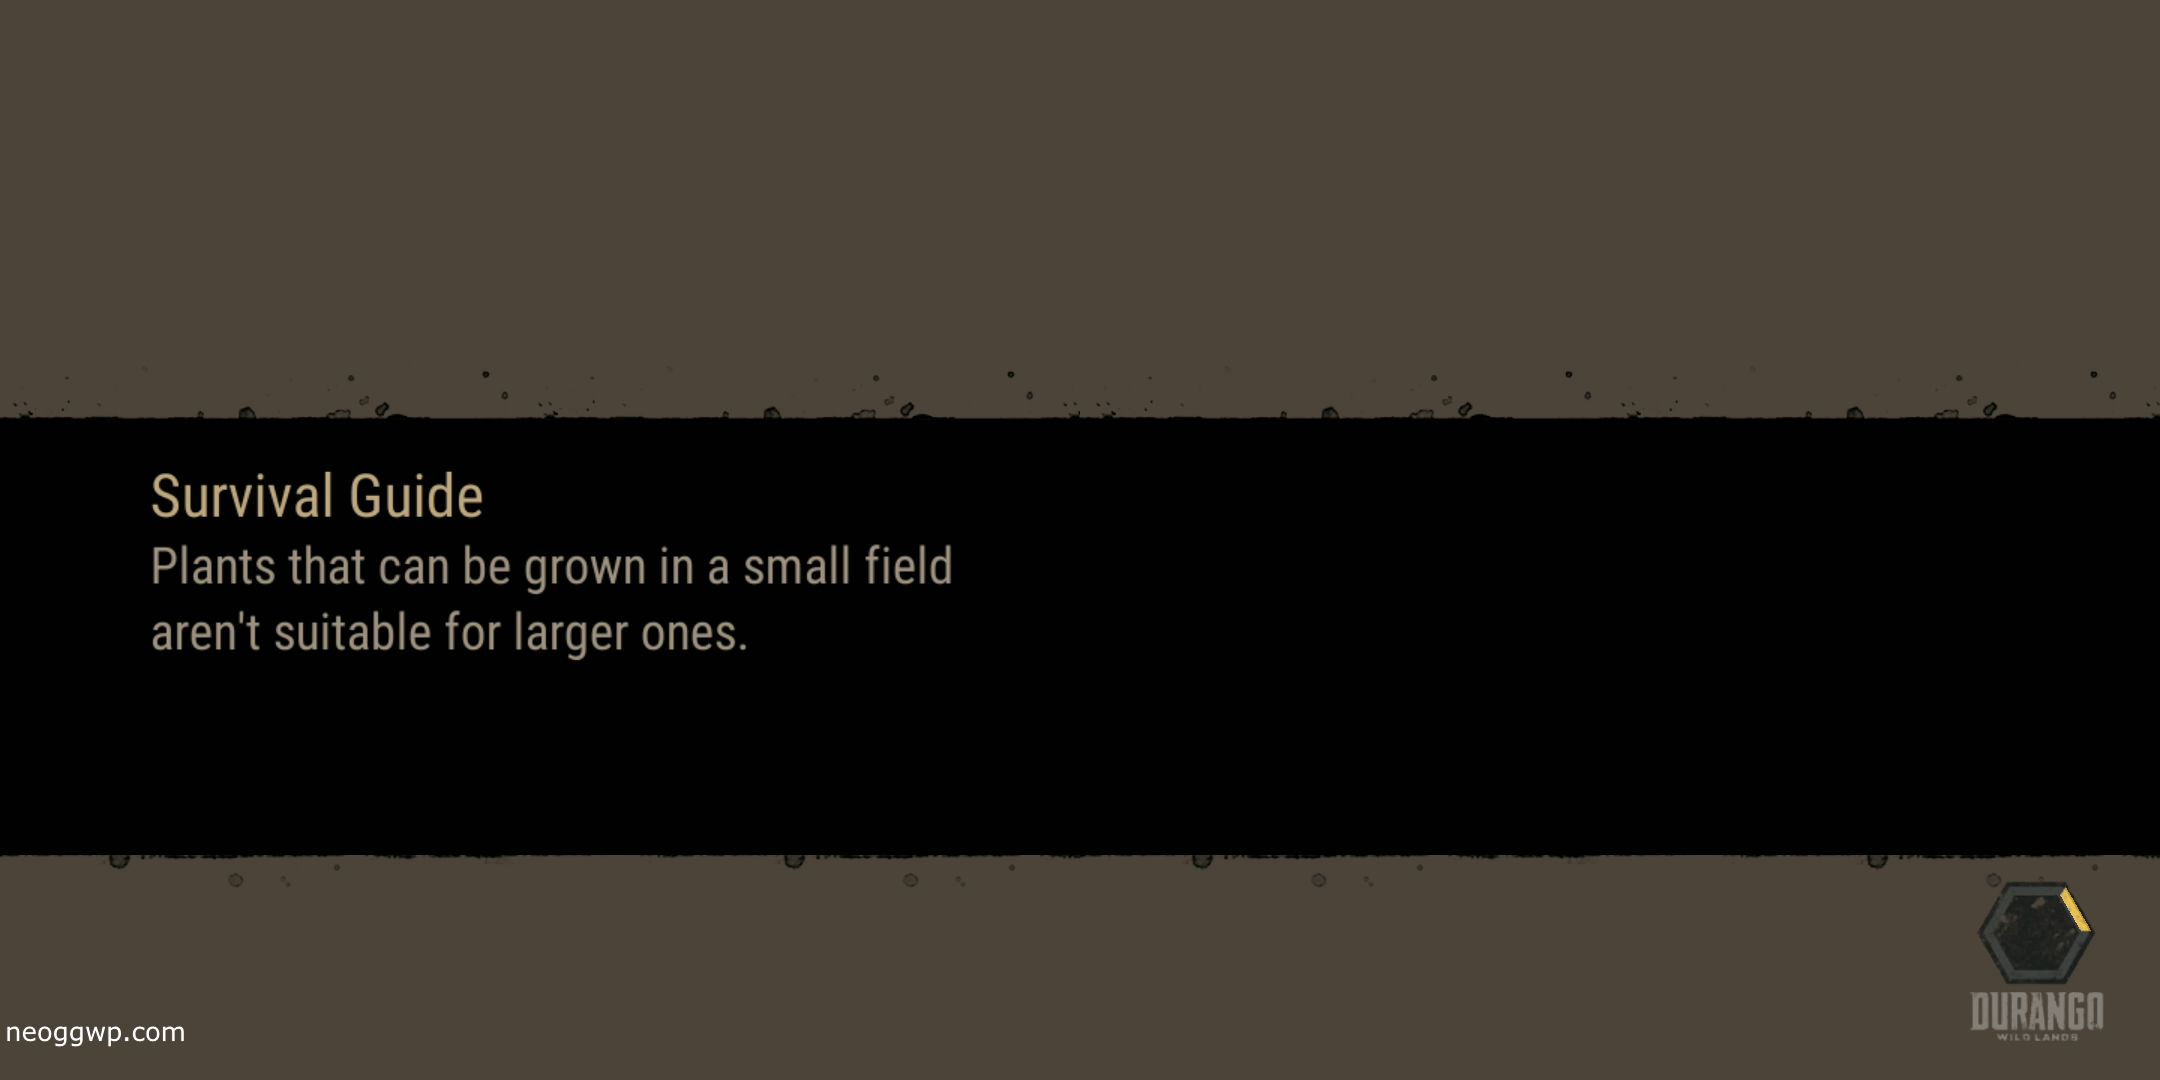 Survival Guide
Plants that can be grown in a small field
aren't suitable for larger ones.
DURANGO
WILD LANDS
neoggwp.com